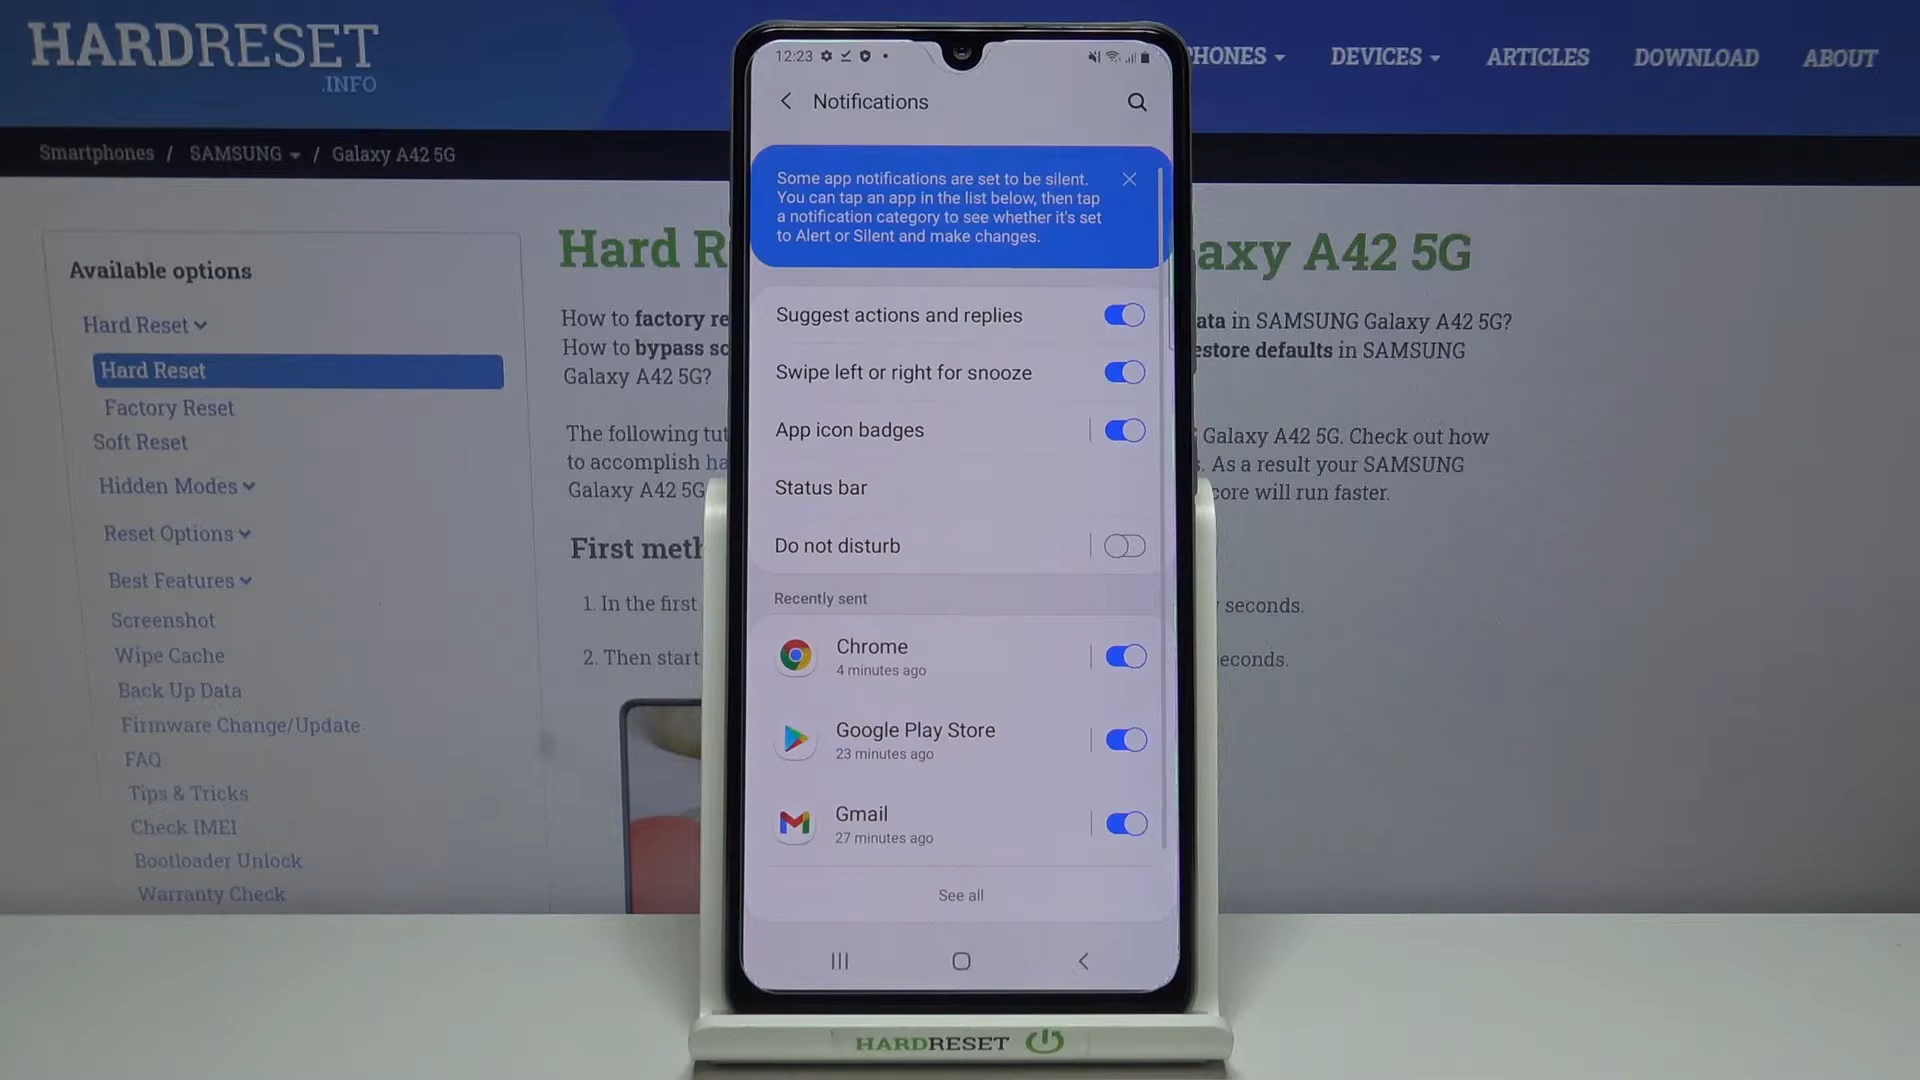 HARDRESET
.INFO
PHONES
DEVICES
ARTICLES
DOWNLOAD
ABOUT
Smartphones / SAMSUNG / Galaxy A42 5G
Available options
Hard Reset
Hard Reset
Factory Reset
Soft Reset
Hidden Modes
Reset Options
Best Features
Screenshot
Wipe Cache
Back Up Data
Firmware Change/Update
FAQ
Tips & Tricks
Check IMEI
Bootloader Unlock
Warranty Check
Hard R
axy A42 5G
How to factory re
ata in SAMSUNG Galaxy A42 5G?
How to bypass sc
estore defaults in SAMSUNG
Galaxy A42 5G?
The following tut
Galaxy A42 5G. Check out how
to accomplish ha
s. As a result your SAMSUNG
Galaxy A42 5G
core will run faster.
First meth
1. In the first
seconds.
2. Then start
econds.
12:23
Notifications
Some app notifications are set to be silent.
You can tap an app in the list below, then tap
a notification category to see whether it's set
to Alert or Silent and make changes.
Suggest actions and replies
Swipe left or right for snooze
App icon badges
Status bar
Do not disturb
Recently sent
Chrome
4 minutes ago
Google Play Store
23 minutes ago
Gmail
27 minutes ago
See all
HARDRESET